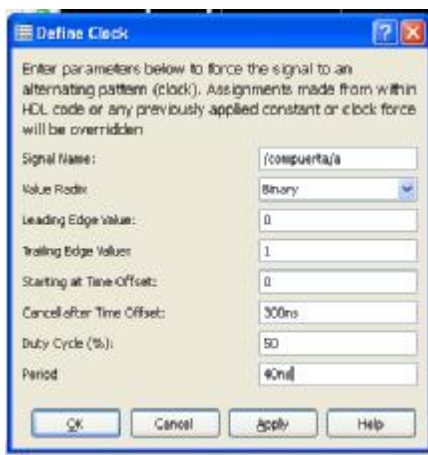 Define Clock
Enter parameters below to force the signal to an
alternating pattern (clock). Assignments made from within
HDL code or any previously applied constant or clock force
will be overridden
Signal Name: /compuerta/a
Value Radix Binary
Leading Edge Value: 0
Trailing Edge Value: 1
Starting at Time Offset: 0
Cancel after Time Offset: 300ns
Duty Cycle (%): 50
Period 40ns
OK Cancel Apply Help